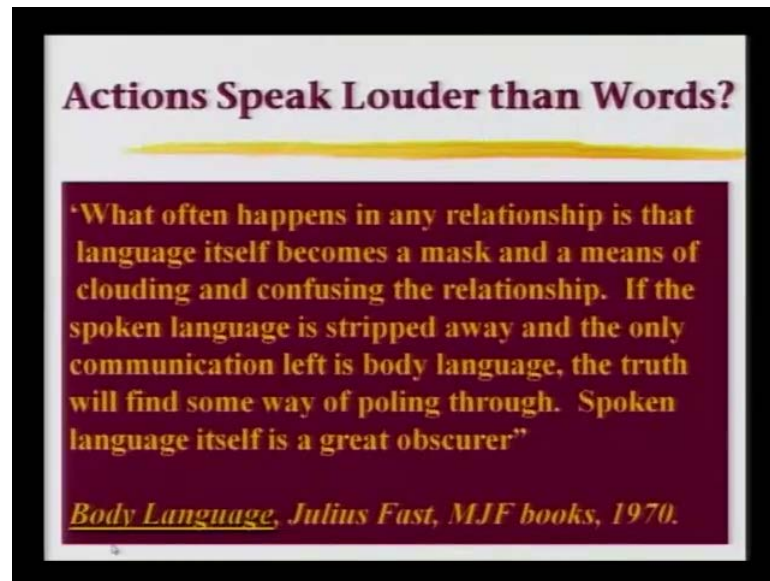 Actions Speak Louder than Words?
‘What often happens in any relationship is that
language itself becomes a mask and a means of
clouding and confusing the relationship. If the
spoken language is stripped away and the only
communication left is body language, the truth
will find some way of poling through. Spoken
language itself is a great obscurer”
Body Language, Julius Fast, MJF books, 1970.